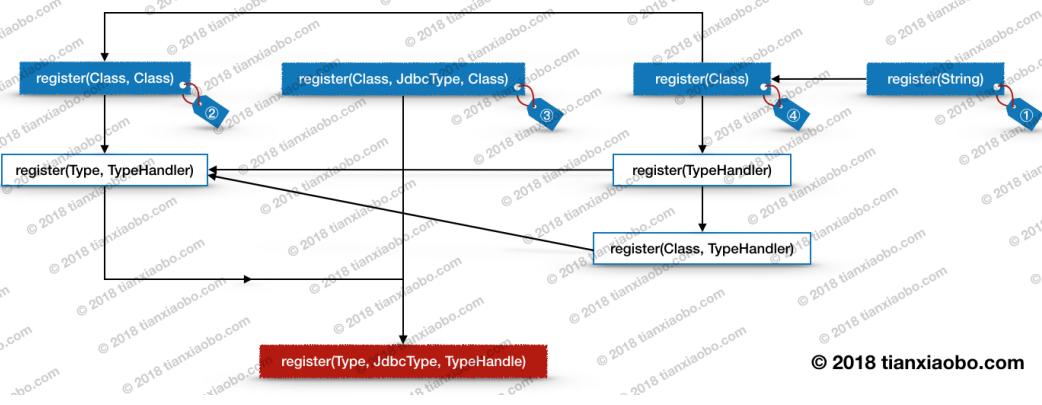 register(Class, Class)
②
register(Class, JdbcType, Class)
③
register(Class)
④
register(String)
①
register(Type, TypeHandler)
register(TypeHandler)
register(Class, TypeHandler)
register(Type, JdbcType, TypeHandle)
© 2018 tianxiaobo.com